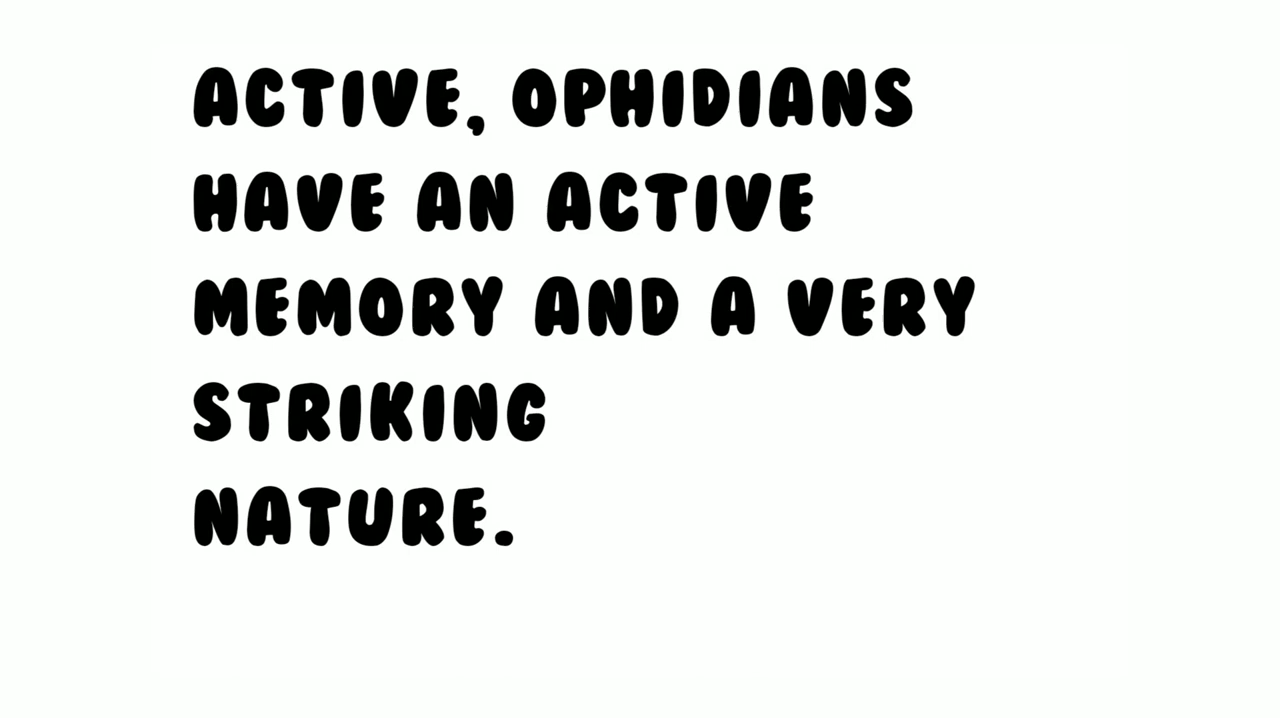 ACTIVE, OPHIDIANS
HAVE AN ACTIVE
MEMORY AND A VERY
STRIKING
NATURE.